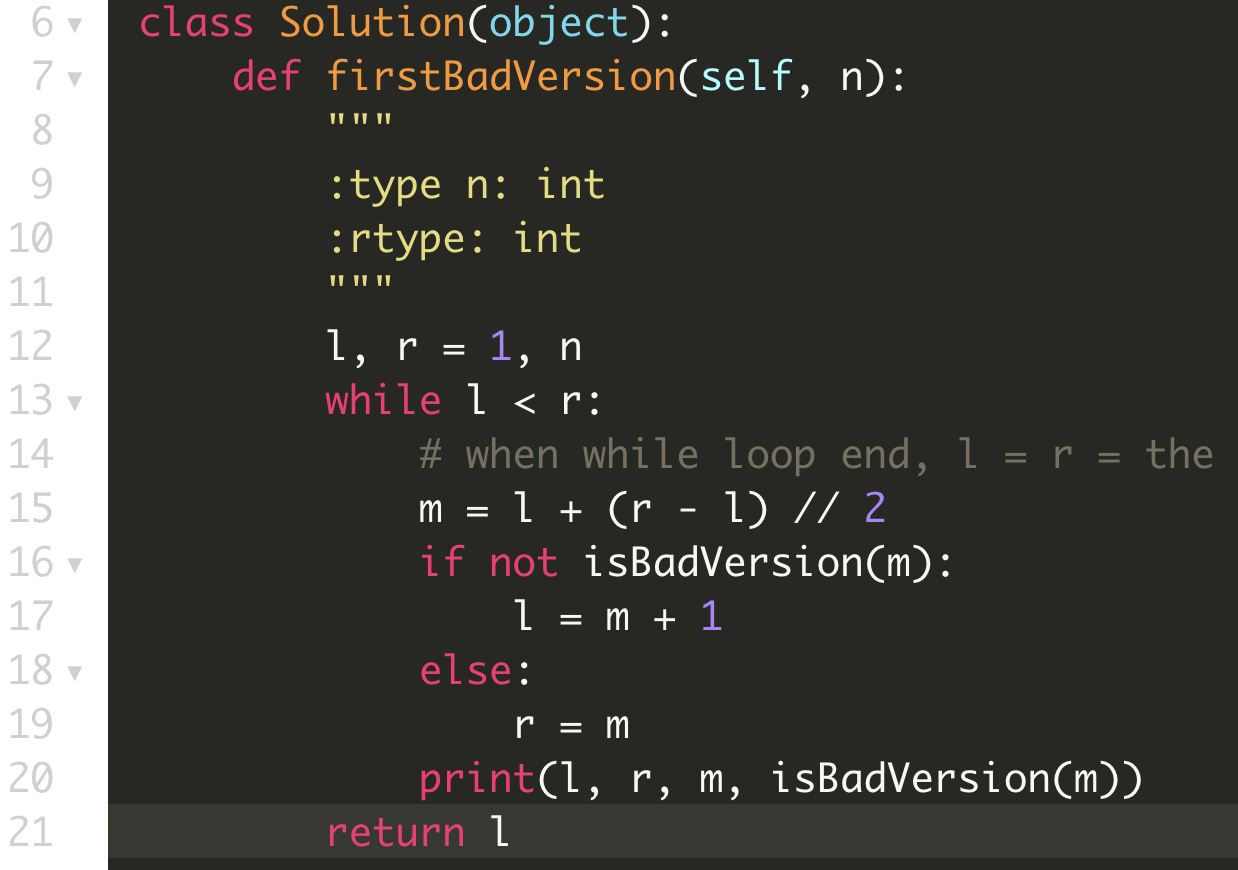 6 class Solution(object):
7     def firstBadVersion(self, n):
8         """
9         :type n: int
10         :rtype: int
11         """
12         l, r = 1, n
13         while l < r:
14             # when while loop end, l = r = the
15             m = l + (r - l) // 2
16             if not isBadVersion(m):
17                 l = m + 1
18             else:
19                 r = m
20             print(l, r, m, isBadVersion(m))
21         return l